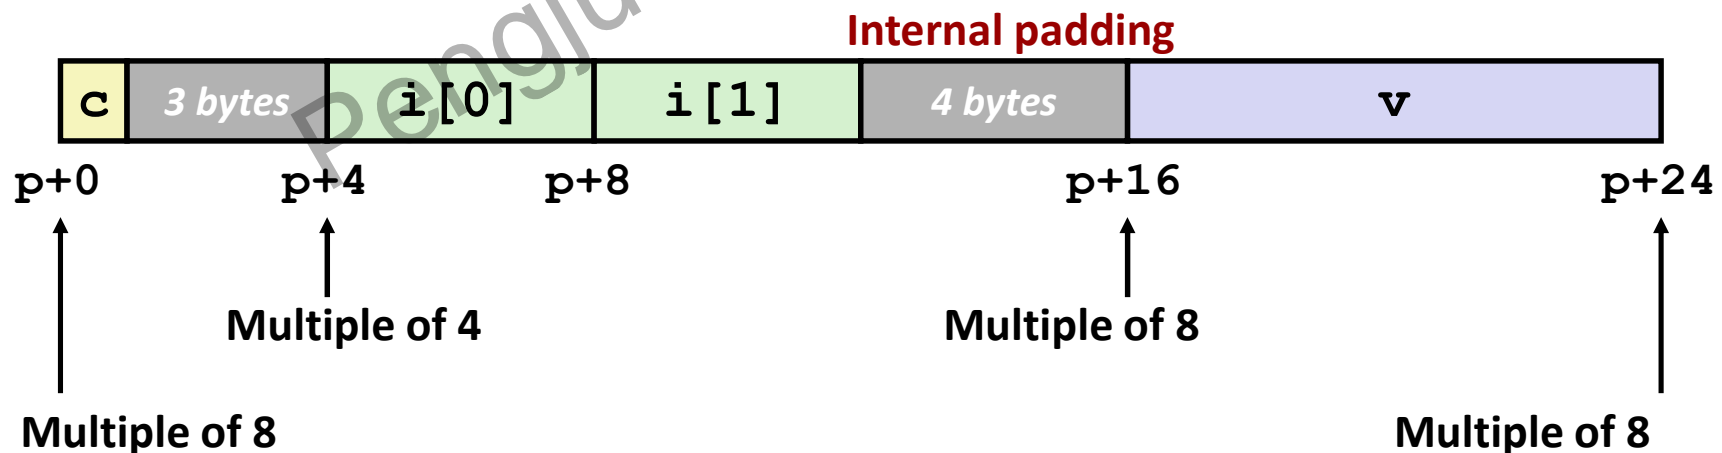 Internal padding
c 3 bytes i[0] i[1] 4 bytes v
p+0 p+4 p+8 p+16 p+24
Multiple of 4 Multiple of 8
Multiple of 8 Multiple of 8